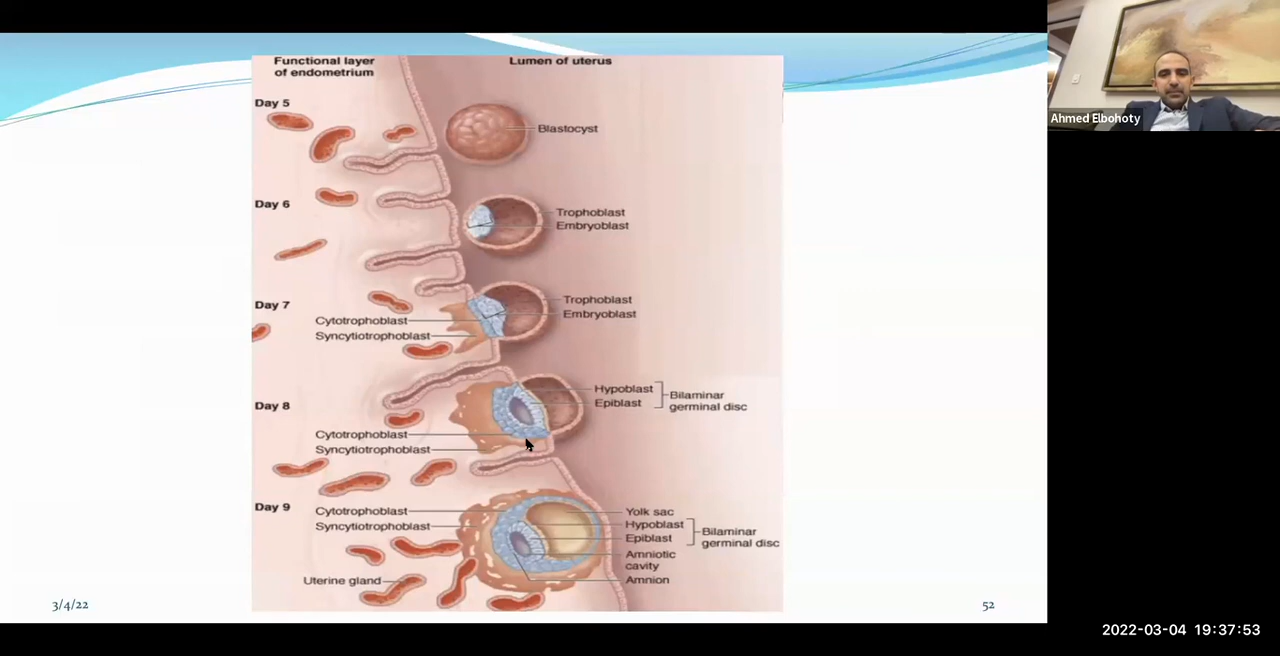 Functional layer
of endometrium
Lumen of uterus
Day 5
Blastocyst
Day 6
Trophoblast
Embryoblast
Day 7
Trophoblast
Embryoblast
Cytotrophoblast
Syncytiotrophoblast
Day 8
Hypoblast
Epiblast
Bilaminar
germinal disc
Cytotrophoblast
Syncytiotrophoblast
Day 9
Cytotrophoblast
Syncytiotrophoblast
Yolk sac
Hypoblast
Epiblast
Bilaminar
germinal disc
Amniotic
cavity
Amnion
Uterine gland
3/4/22
52
Ahmed Elbohoty
2022-03-04 19:37:53